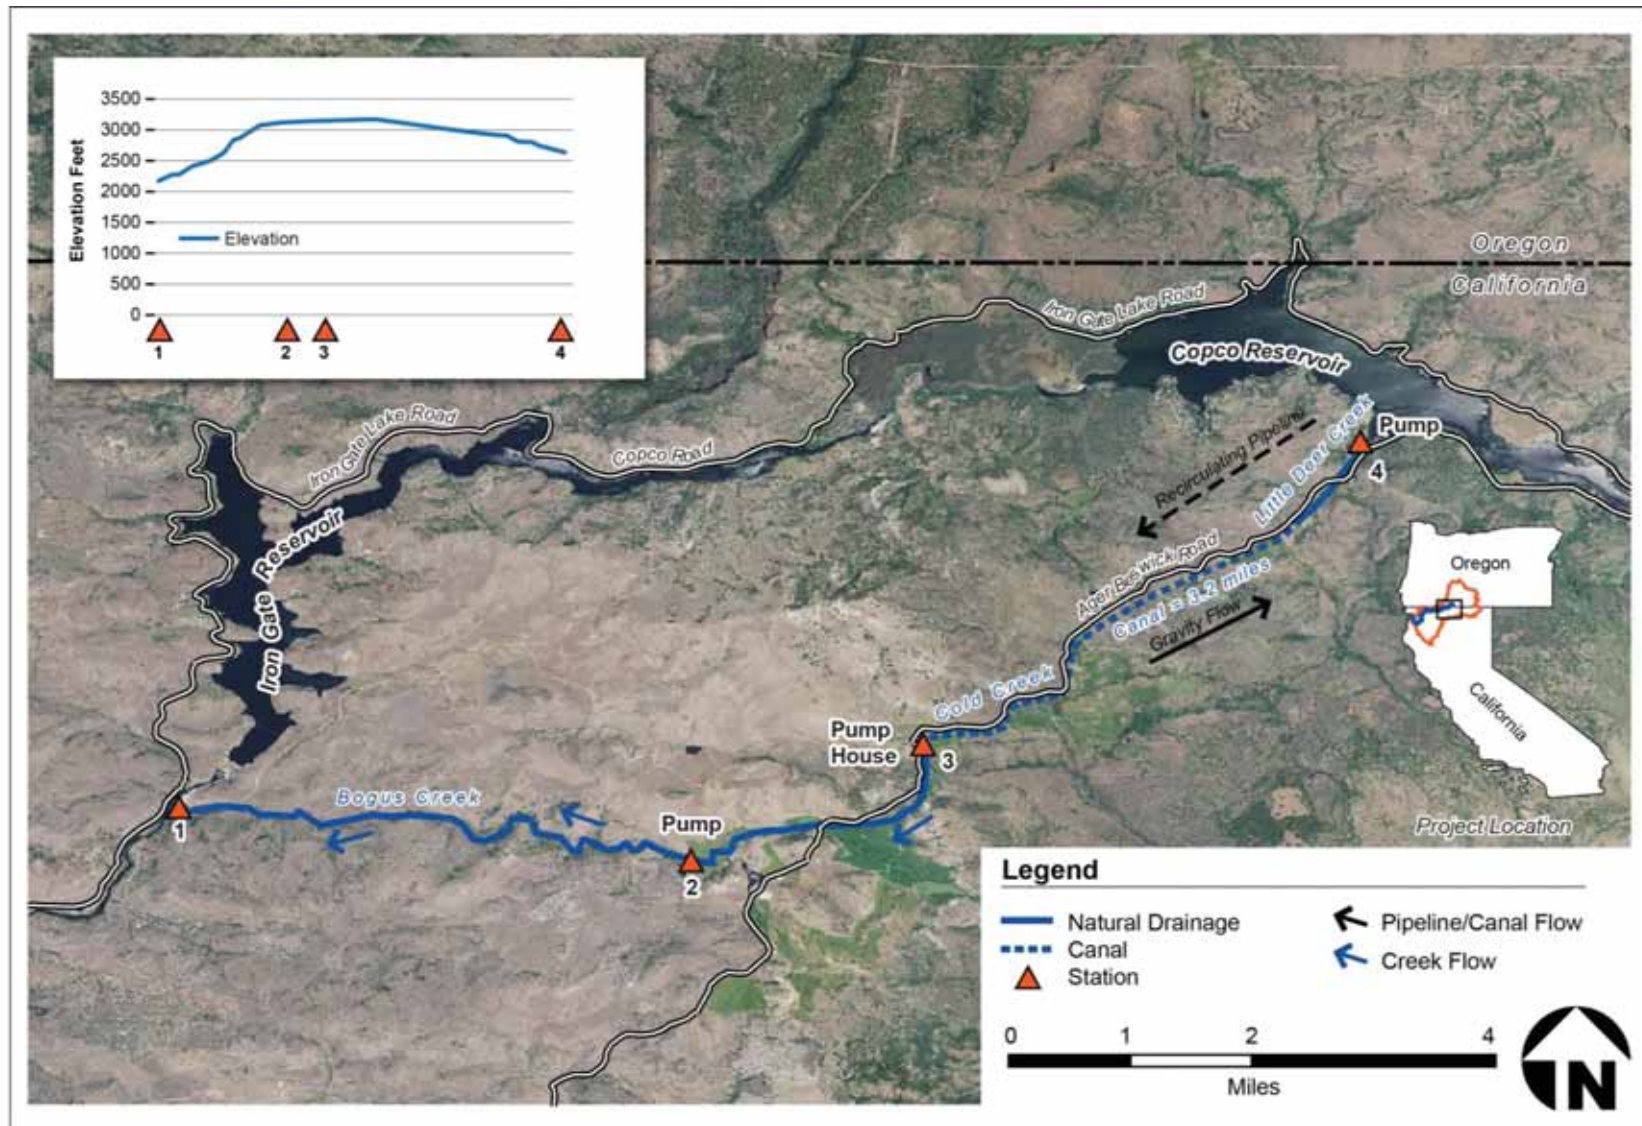 3500
3000
2500
2000
1500
1000
500
0
Elevation Feet
Elevation
1
2
3
4
Oregon
California
Iron Gate Lake Road
Copco Reservoir
Iron Gate Lake Road
Copco Road
Iron Gate Reservoir
Recirculating Pipeline
Little Deer Creek
Pump
4
Ager Beswick Road
Canal = 3.2 miles
Gravity Flow
Cold Creek
Pump
House
3
Bogus Creek
1
Pump
2
Oregon
California
Project Location
Legend
Natural Drainage
Canal
Station
Pipeline/Canal Flow
Creek Flow
0 1 2 4
Miles
N